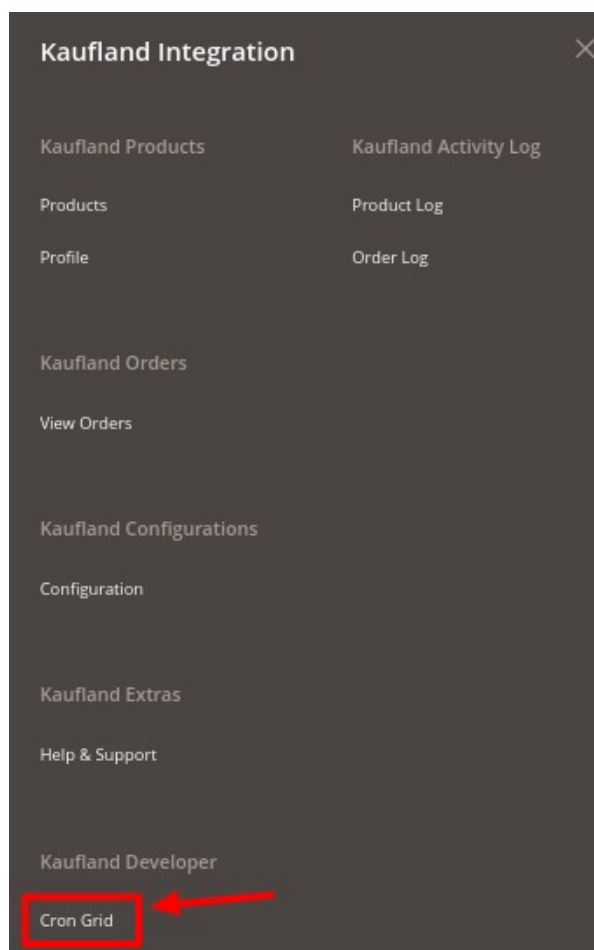 Kaufland Integration
Kaufland Products
Products
Profile
Kaufland Activity Log
Product Log
Order Log
Kaufland Orders
View Orders
Kaufland Configurations
Configuration
Kaufland Extras
Help & Support
Kaufland Developer
Cron Grid